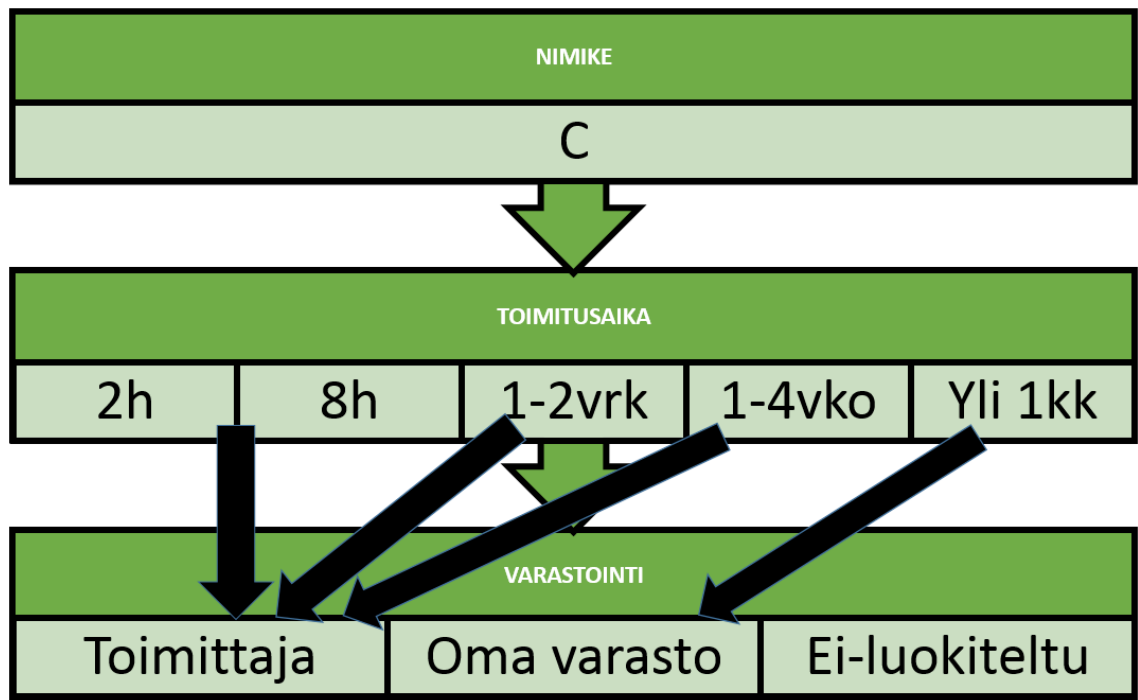 NIMIKE
C
TOIMITUSAIKA
2h 8h 1-2vrk 1-4vko Yli 1kk
VARASTOINTI
Toimittaja Oma varasto Ei-luokiteltu